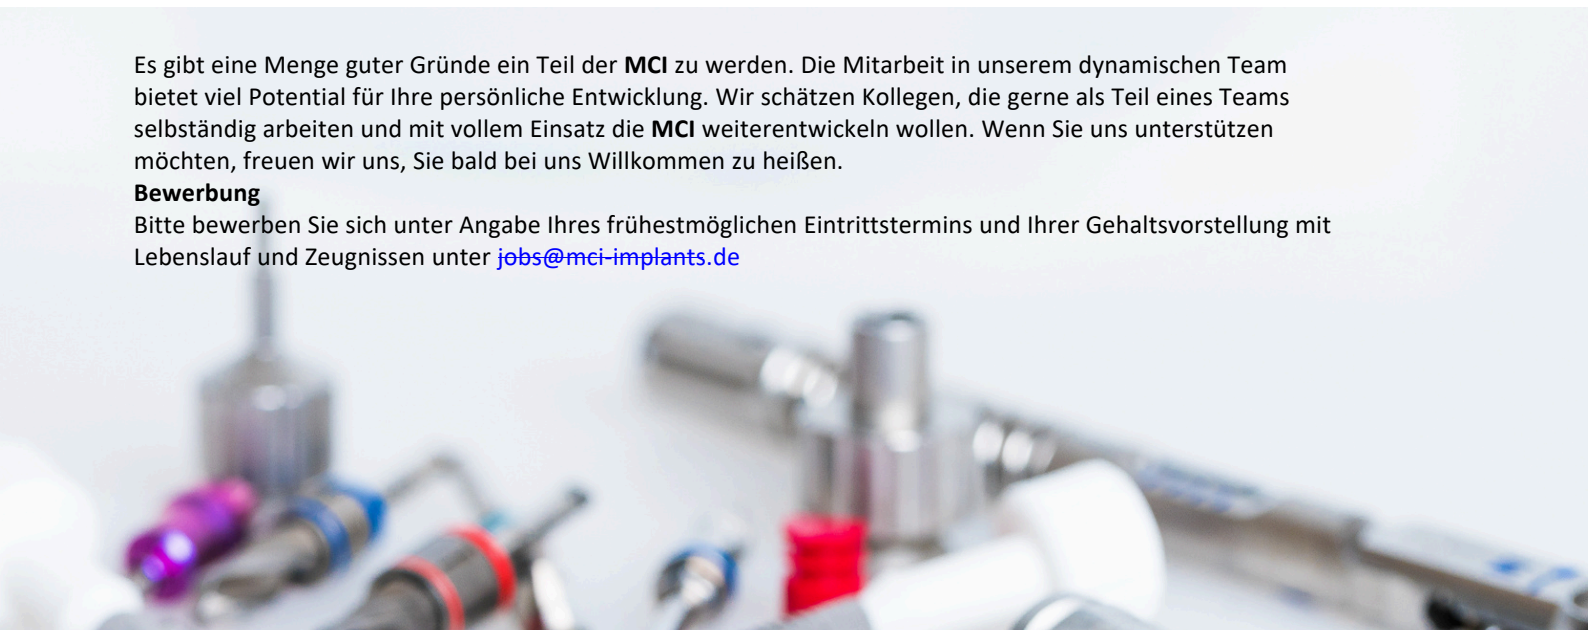 Es gibt eine Menge guter Gründe ein Teil der MCI zu werden. Die Mitarbeit in unserem dynamischen Team
bietet viel Potential für Ihre persönliche Entwicklung. Wir schätzen Kollegen, die gerne als Teil eines Teams
selbständig arbeiten und mit vollem Einsatz die MCI weiterentwickeln wollen. Wenn Sie uns unterstützen
möchten, freuen wir uns, Sie bald bei uns Willkommen zu heißen.
Bewerbung
Bitte bewerben Sie sich unter Angabe Ihres frühestmöglichen Eintrittstermins und Ihrer Gehaltsvorstellung mit
Lebenslauf und Zeugnissen unter jobs@mci-implants.de